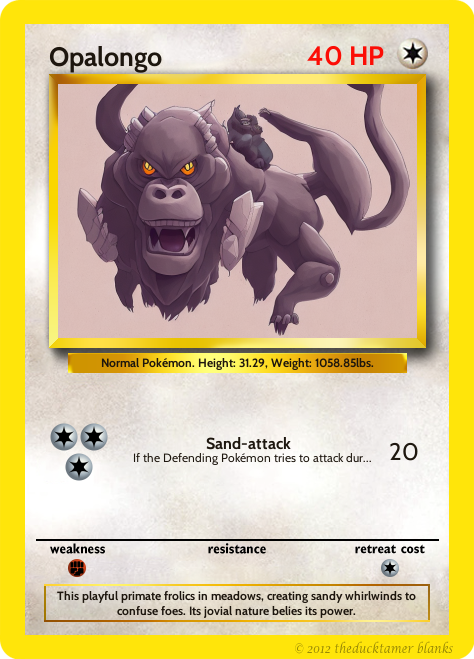 Opalongo
40 HP
Normal Pokémon. Height: 31.29, Weight: 1058.85lbs.
Sand-attack
If the Defending Pokémon tries to attack dur...
20
weakness
resistance
retreat cost
This playful primate frolics in meadows, creating sandy whirlwinds to
confuse foes. Its jovial nature belies its power.
© 2012 theducktamer blanks